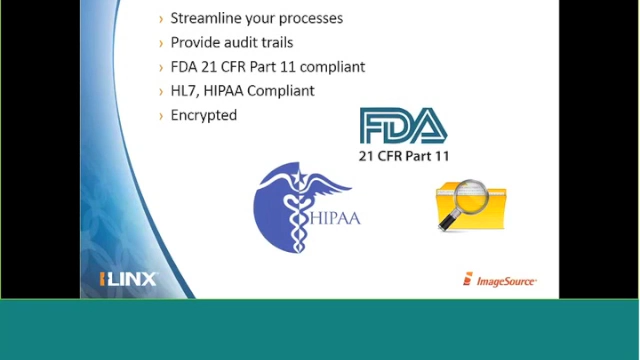 › Streamline your processes
› Provide audit trails
› FDA 21 CFR Part 11 compliant
› HL7, HIPAA Compliant
› Encrypted
FDA
21 CFR Part 11
HIPAA
iLINX
ImageSource